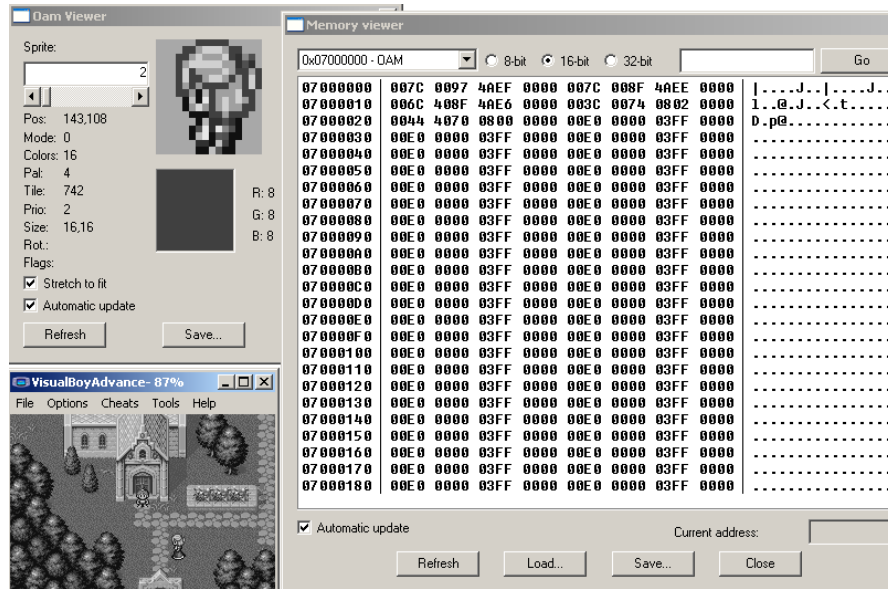 Oam Viewer
Sprite:
2
Pos: 143,108
Mode: 0
Colors: 16
Pal: 4
Tile: 742
Prio: 2
Size: 16,16
Rot.:
Flags:
R: 8
G: 8
B: 8
Stretch to fit
Automatic update
Refresh Save...
VisualBoyAdvance- 87%
File Options Cheats Tools Help
Memory viewer
0x07000000 - OAM 8-bit 16-bit 32-bit Go
07000000 007C 0097 4AEF 0000 007C 008F 4AEE 0000 |....J..|....J..
07000010 006C 408F 4AE6 0000 003C 0074 0802 0000 l..@.J..<.t.....
07000020 0044 4070 0800 0000 00E0 0000 03FF 0000 D.p@............
07000030 00E0 0000 03FF 0000 00E0 0000 03FF 0000 ................
07000040 00E0 0000 03FF 0000 00E0 0000 03FF 0000 ................
07000050 00E0 0000 03FF 0000 00E0 0000 03FF 0000 ................
07000060 00E0 0000 03FF 0000 00E0 0000 03FF 0000 ................
07000070 00E0 0000 03FF 0000 00E0 0000 03FF 0000 ................
07000080 00E0 0000 03FF 0000 00E0 0000 03FF 0000 ................
07000090 00E0 0000 03FF 0000 00E0 0000 03FF 0000 ................
070000A0 00E0 0000 03FF 0000 00E0 0000 03FF 0000 ................
070000B0 00E0 0000 03FF 0000 00E0 0000 03FF 0000 ................
070000C0 00E0 0000 03FF 0000 00E0 0000 03FF 0000 ................
070000D0 00E0 0000 03FF 0000 00E0 0000 03FF 0000 ................
070000E0 00E0 0000 03FF 0000 00E0 0000 03FF 0000 ................
070000F0 00E0 0000 03FF 0000 00E0 0000 03FF 0000 ................
07000100 00E0 0000 03FF 0000 00E0 0000 03FF 0000 ................
07000110 00E0 0000 03FF 0000 00E0 0000 03FF 0000 ................
07000120 00E0 0000 03FF 0000 00E0 0000 03FF 0000 ................
07000130 00E0 0000 03FF 0000 00E0 0000 03FF 0000 ................
07000140 00E0 0000 03FF 0000 00E0 0000 03FF 0000 ................
07000150 00E0 0000 03FF 0000 00E0 0000 03FF 0000 ................
07000160 00E0 0000 03FF 0000 00E0 0000 03FF 0000 ................
07000170 00E0 0000 03FF 0000 00E0 0000 03FF 0000 ................
07000180 00E0 0000 03FF 0000 00E0 0000 03FF 0000 ................
Automatic update Current address:
Refresh Load... Save... Close